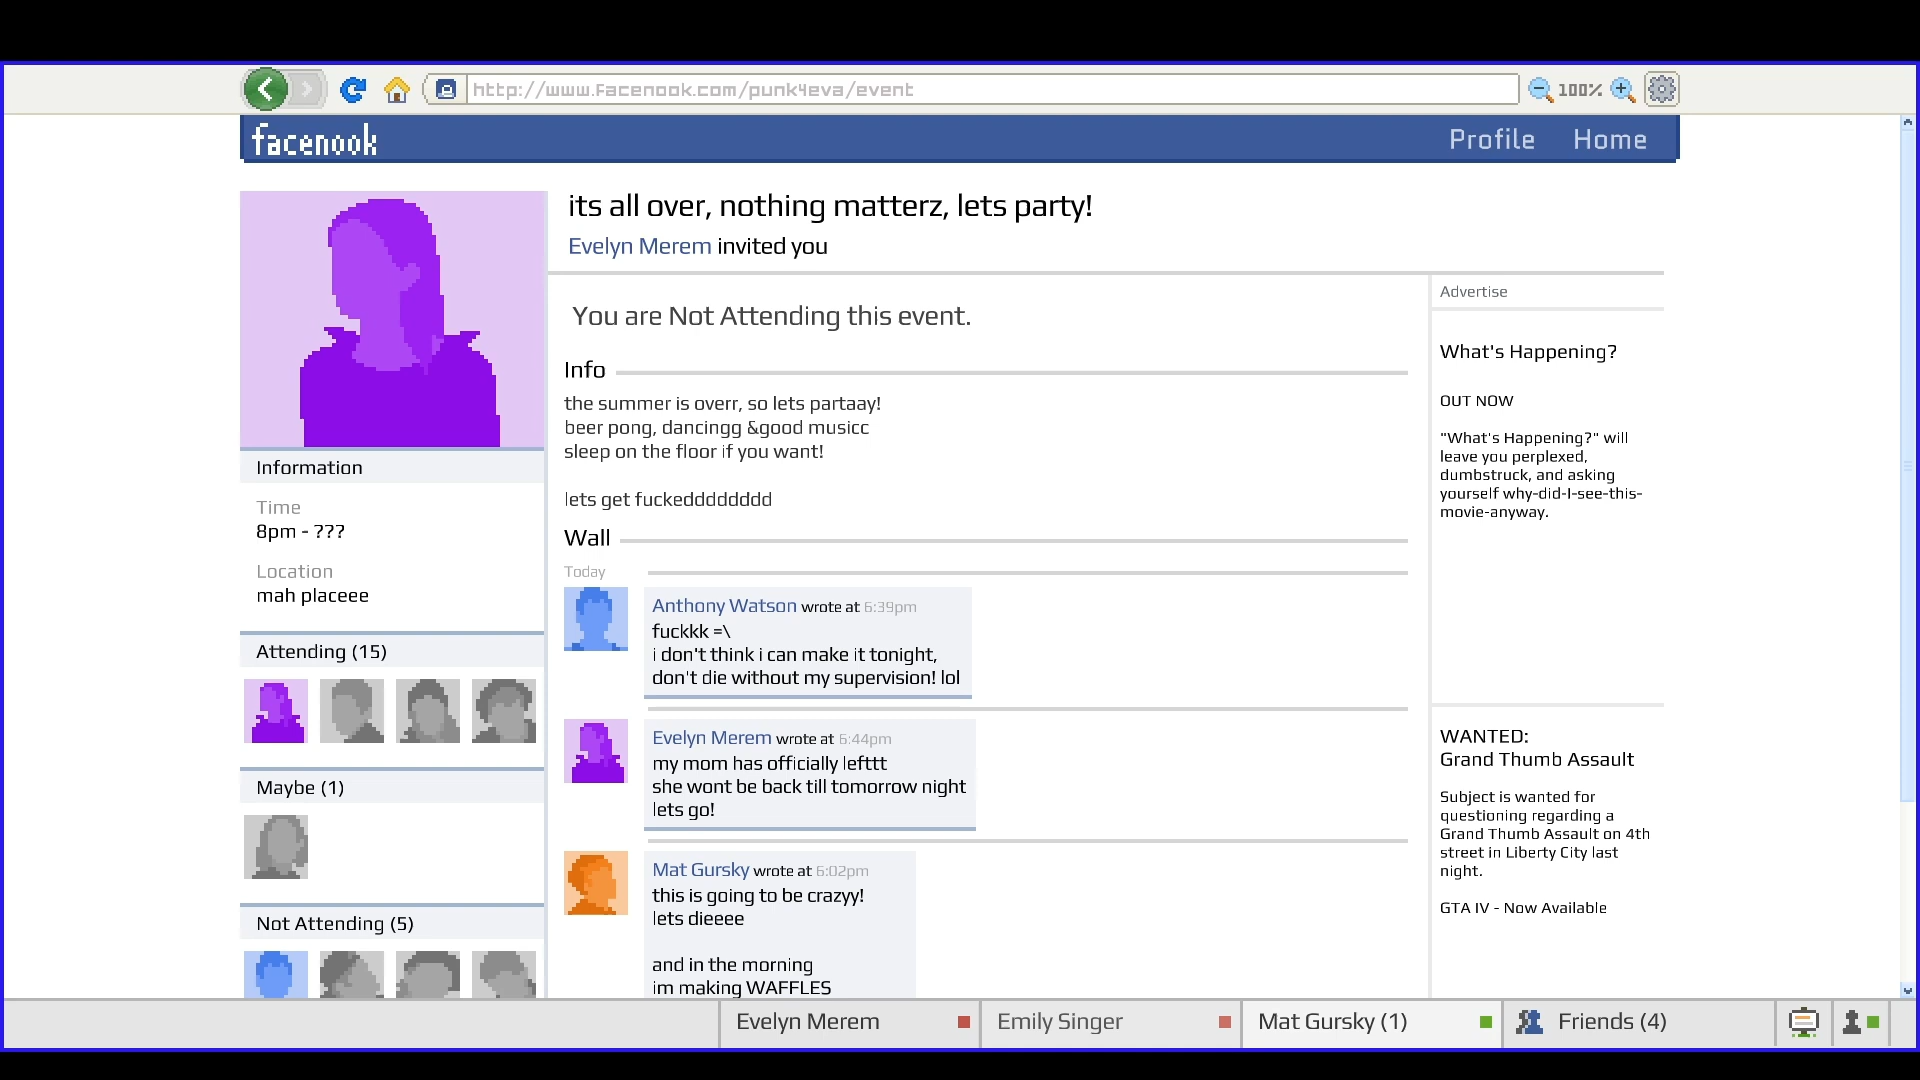 http://www.facenook.com/punk4eva/event
100%
facenook
Profile
Home
its all over, nothing matterz, lets party!
Evelyn Merem invited you
You are Not Attending this event.
Info
the summer is overr, so lets partaay!
beer pong, dancingg &good musicc
sleep on the floor if you want!
lets get fuckedddddddd
Wall
Today
Anthony Watson wrote at 6:39pm
fuckkk =\
i don't think i can make it tonight,
don't die without my supervision! lol
Evelyn Merem wrote at 6:44pm
my mom has officially lefttt
she wont be back till tomorrow night
lets go!
Mat Gursky wrote at 6:02pm
this is going to be crazyy!
lets dieeee
and in the morning
im making WAFFLES
Information
Time
8pm - ???
Location
mah placeee
Attending (15)
Maybe (1)
Not Attending (5)
Advertise
What's Happening?
OUT NOW
"What's Happening?" will
leave you perplexed,
dumbstruck, and asking
yourself why-did-I-see-this-
movie-anyway.
WANTED:
Grand Thumb Assault
Subject is wanted for
questioning regarding a
Grand Thumb Assault on 4th
street in Liberty City last
night.
GTA IV - Now Available
Evelyn Merem
Emily Singer
Mat Gursky (1)
Friends (4)